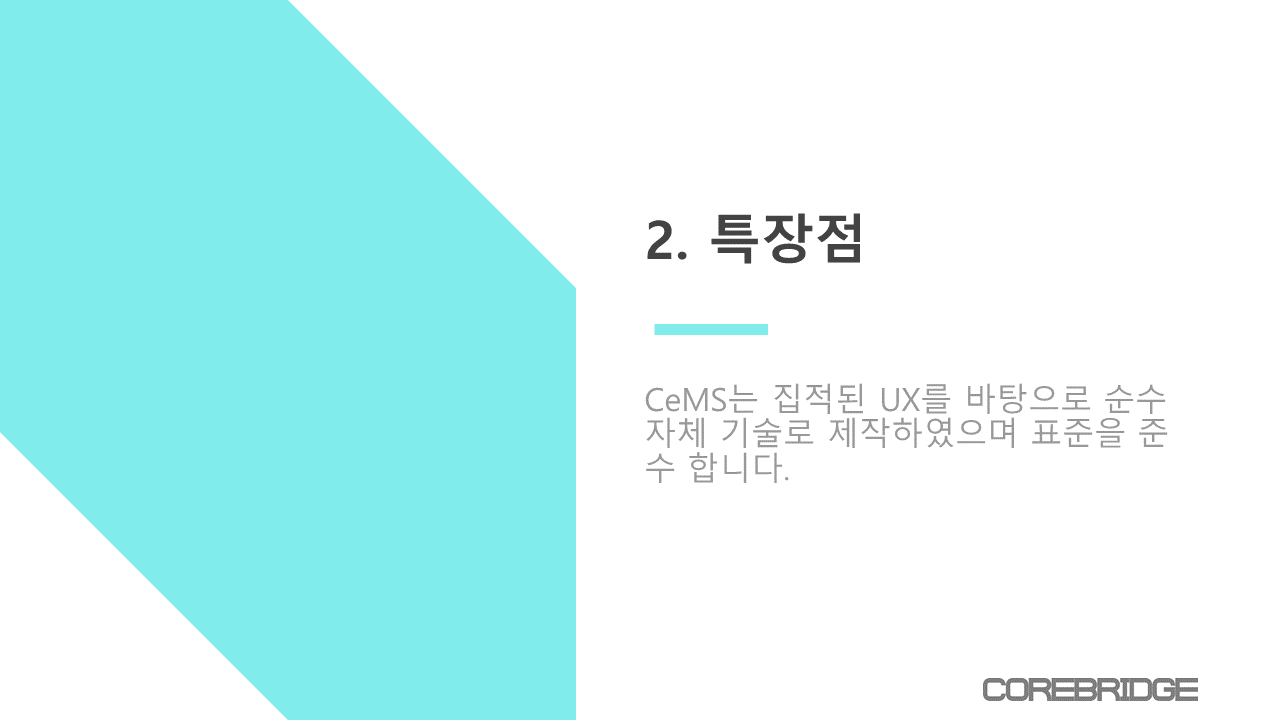 2. 특장점
CeMS는 집적된 UX를 바탕으로 순수
자체 기술로 제작하였으며 표준을 준
수 합니다.
COREBRIDGE